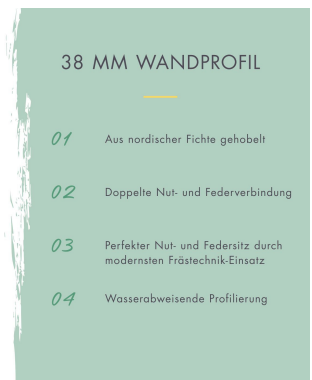 38 MM WANDPROFIL
01 Aus nordischer Fichte gehobelt
02 Doppelte Nut- und Federverbindung
03 Perfekter Nut- und Federsitz durch
modernsten Frästechnik-Einsatz
04 Wasserabweisende Profilierung